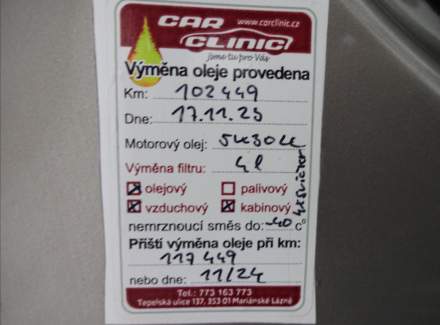 CAR CLINIC
www.carclinic.cz
jsme tu pro Vás
Výměna oleje provedena
Km: 102449
Dne: 17.11.23
Motorový olej: 5W30LL
Výměna filtru: 4l
olejový palivový
vzduchový kabinový
nemrznoucí směs do: -40 C°
Příští výměna oleje při km:
117449
nebo dne: 11/24
Tel.: 773 163 773
Tepelská ulice 137, 353 01 Mariánské Lázně